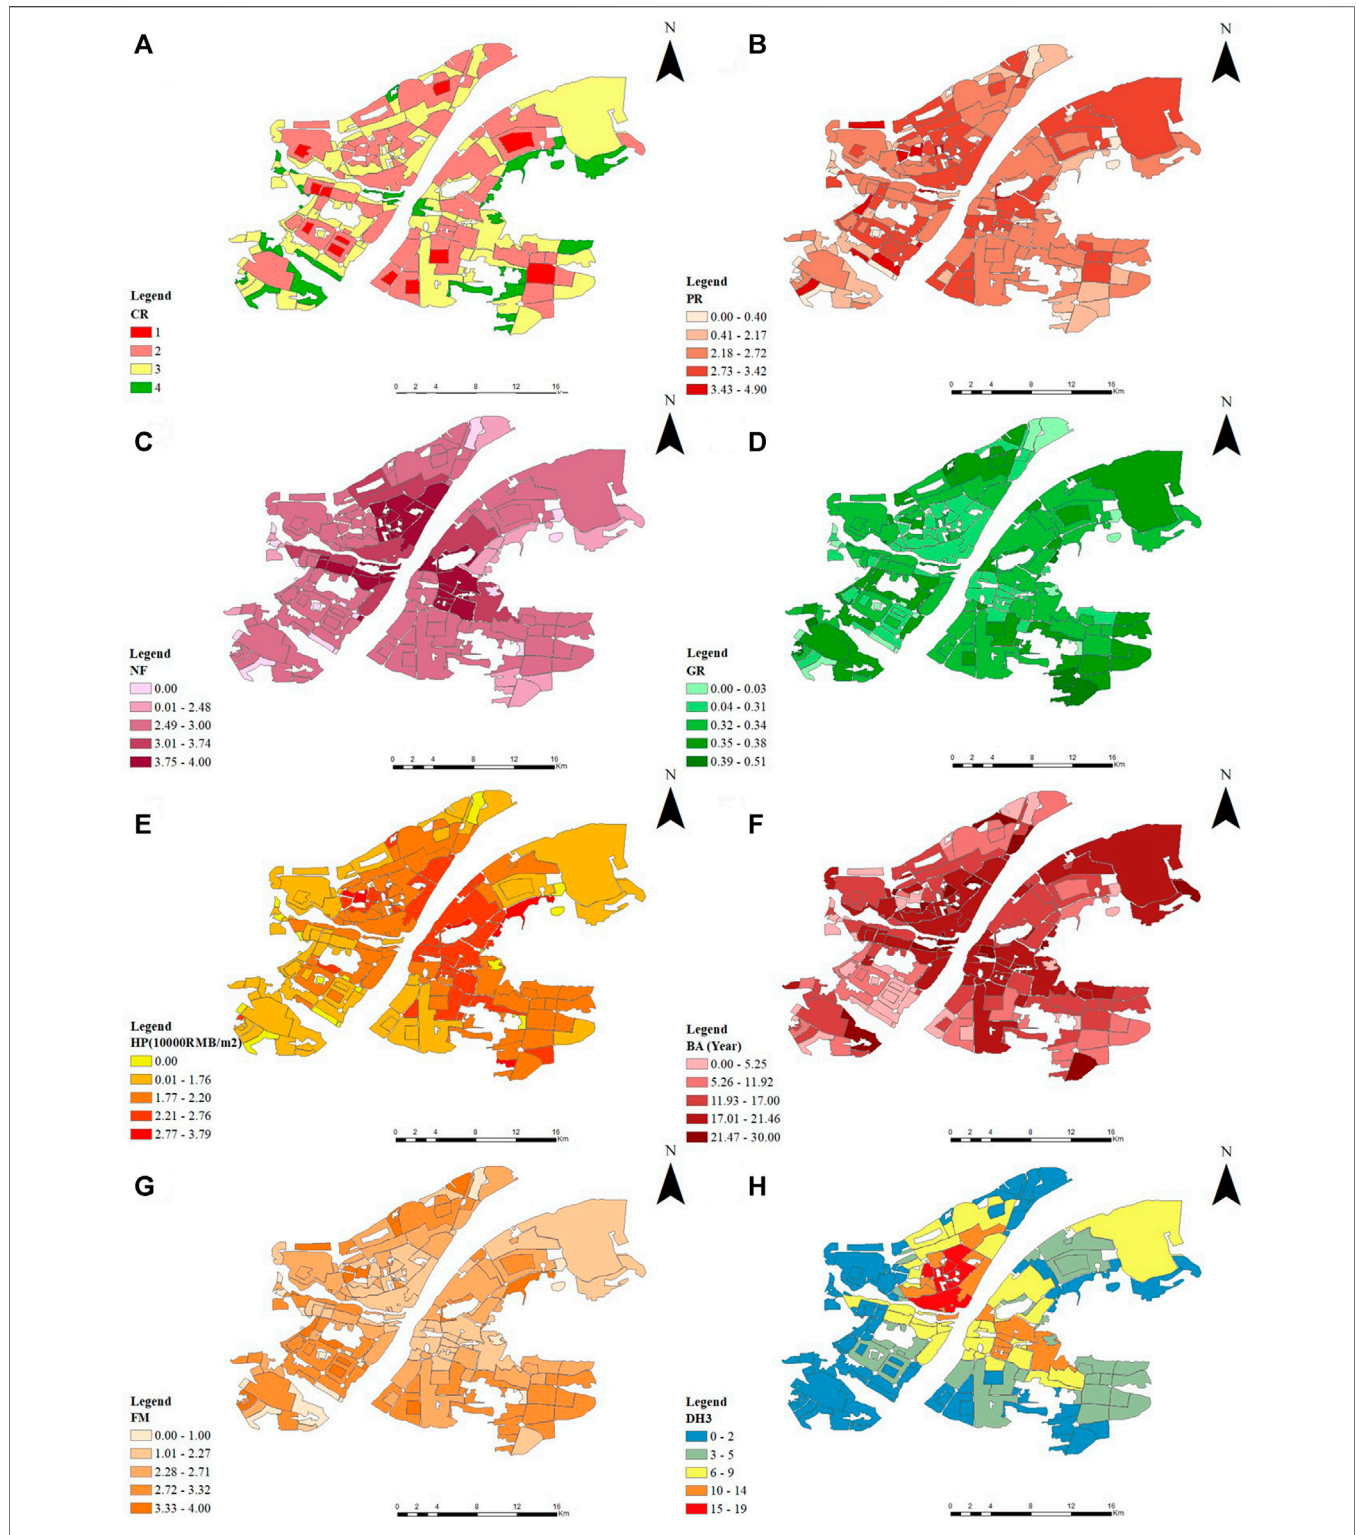 A
N
Legend
CR
1
2
3
4
0 2 4 8 12 16
B
N
Legend
PR
0.00 - 0.40
0.41 - 2.17
2.18 - 2.72
2.73 - 3.42
3.43 - 4.90
0 2 4 8 12 16
Km
C
N
Legend
NF
0.00
0.01 - 2.48
2.49 - 3.00
3.01 - 3.74
3.75 - 4.00
0 2 4 8 12 16
Km
D
N
Legend
GR
0.00 - 0.03
0.04 - 0.31
0.32 - 0.34
0.35 - 0.38
0.39 - 0.51
0 2 4 8 12 16
Km
E
N
Legend
HP(10000RMB/m2)
0.00
0.01 - 1.76
1.77 - 2.20
2.21 - 2.76
2.77 - 3.79
0 2 4 8 12 16
Km
F
N
Legend
BA (Year)
0.00 - 5.25
5.26 - 11.92
11.93 - 17.00
17.01 - 21.46
21.47 - 30.00
0 2 4 8 12 16
Km
G
N
Legend
FM
0.00 - 1.00
1.01 - 2.27
2.28 - 2.71
2.72 - 3.32
3.33 - 4.00
0 2 4 8 12 16
Km
H
N
Legend
DH3
0 - 2
3 - 5
6 - 9
10 - 14
15 - 19
0 2 4 8 12 16
Km